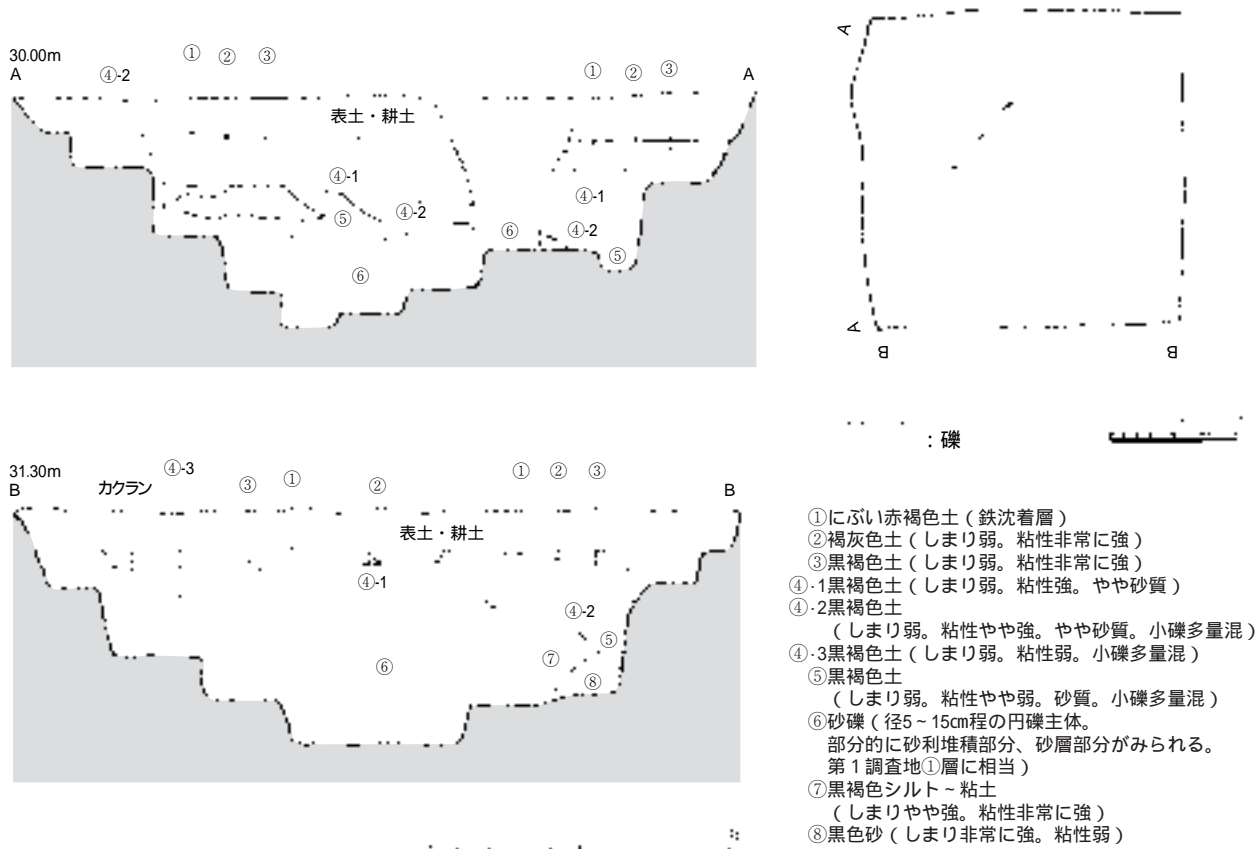 30.00m
A ④-2 ① ② ③ ① ② ③ A
表土・耕土
④-1 ④-1
⑤ ④-2 ⑥ ④-2
⑤
⑥
A
A
B B
：礫
31.30m
B カクラン ④-3 ③ ① ② ① ② ③ B
表土・耕土
④-1
④-2
⑤
⑥ ⑦
⑧
①にぶい赤褐色土（鉄沈着層）
②褐灰色土（しまり弱。粘性非常に強）
③黒褐色土（しまり弱。粘性非常に強）
④-1黒褐色土（しまり弱。粘性強。やや砂質）
④-2黒褐色土
（しまり弱。粘性やや強。やや砂質。小礫多量混）
④-3黒褐色土（しまり弱。粘性弱。小礫多量混）
⑤黒褐色土
（しまり弱。粘性やや弱。砂質。小礫多量混）
⑥砂礫（径5~15㎝程の円礫主体。
部分的に砂利堆積部分、砂層部分がみられる。
第１調査地①層に相当）
⑦黒褐色シルト~粘土
（しまりやや強。粘性非常に強）
⑧黒色砂（しまり非常に強。粘性弱）